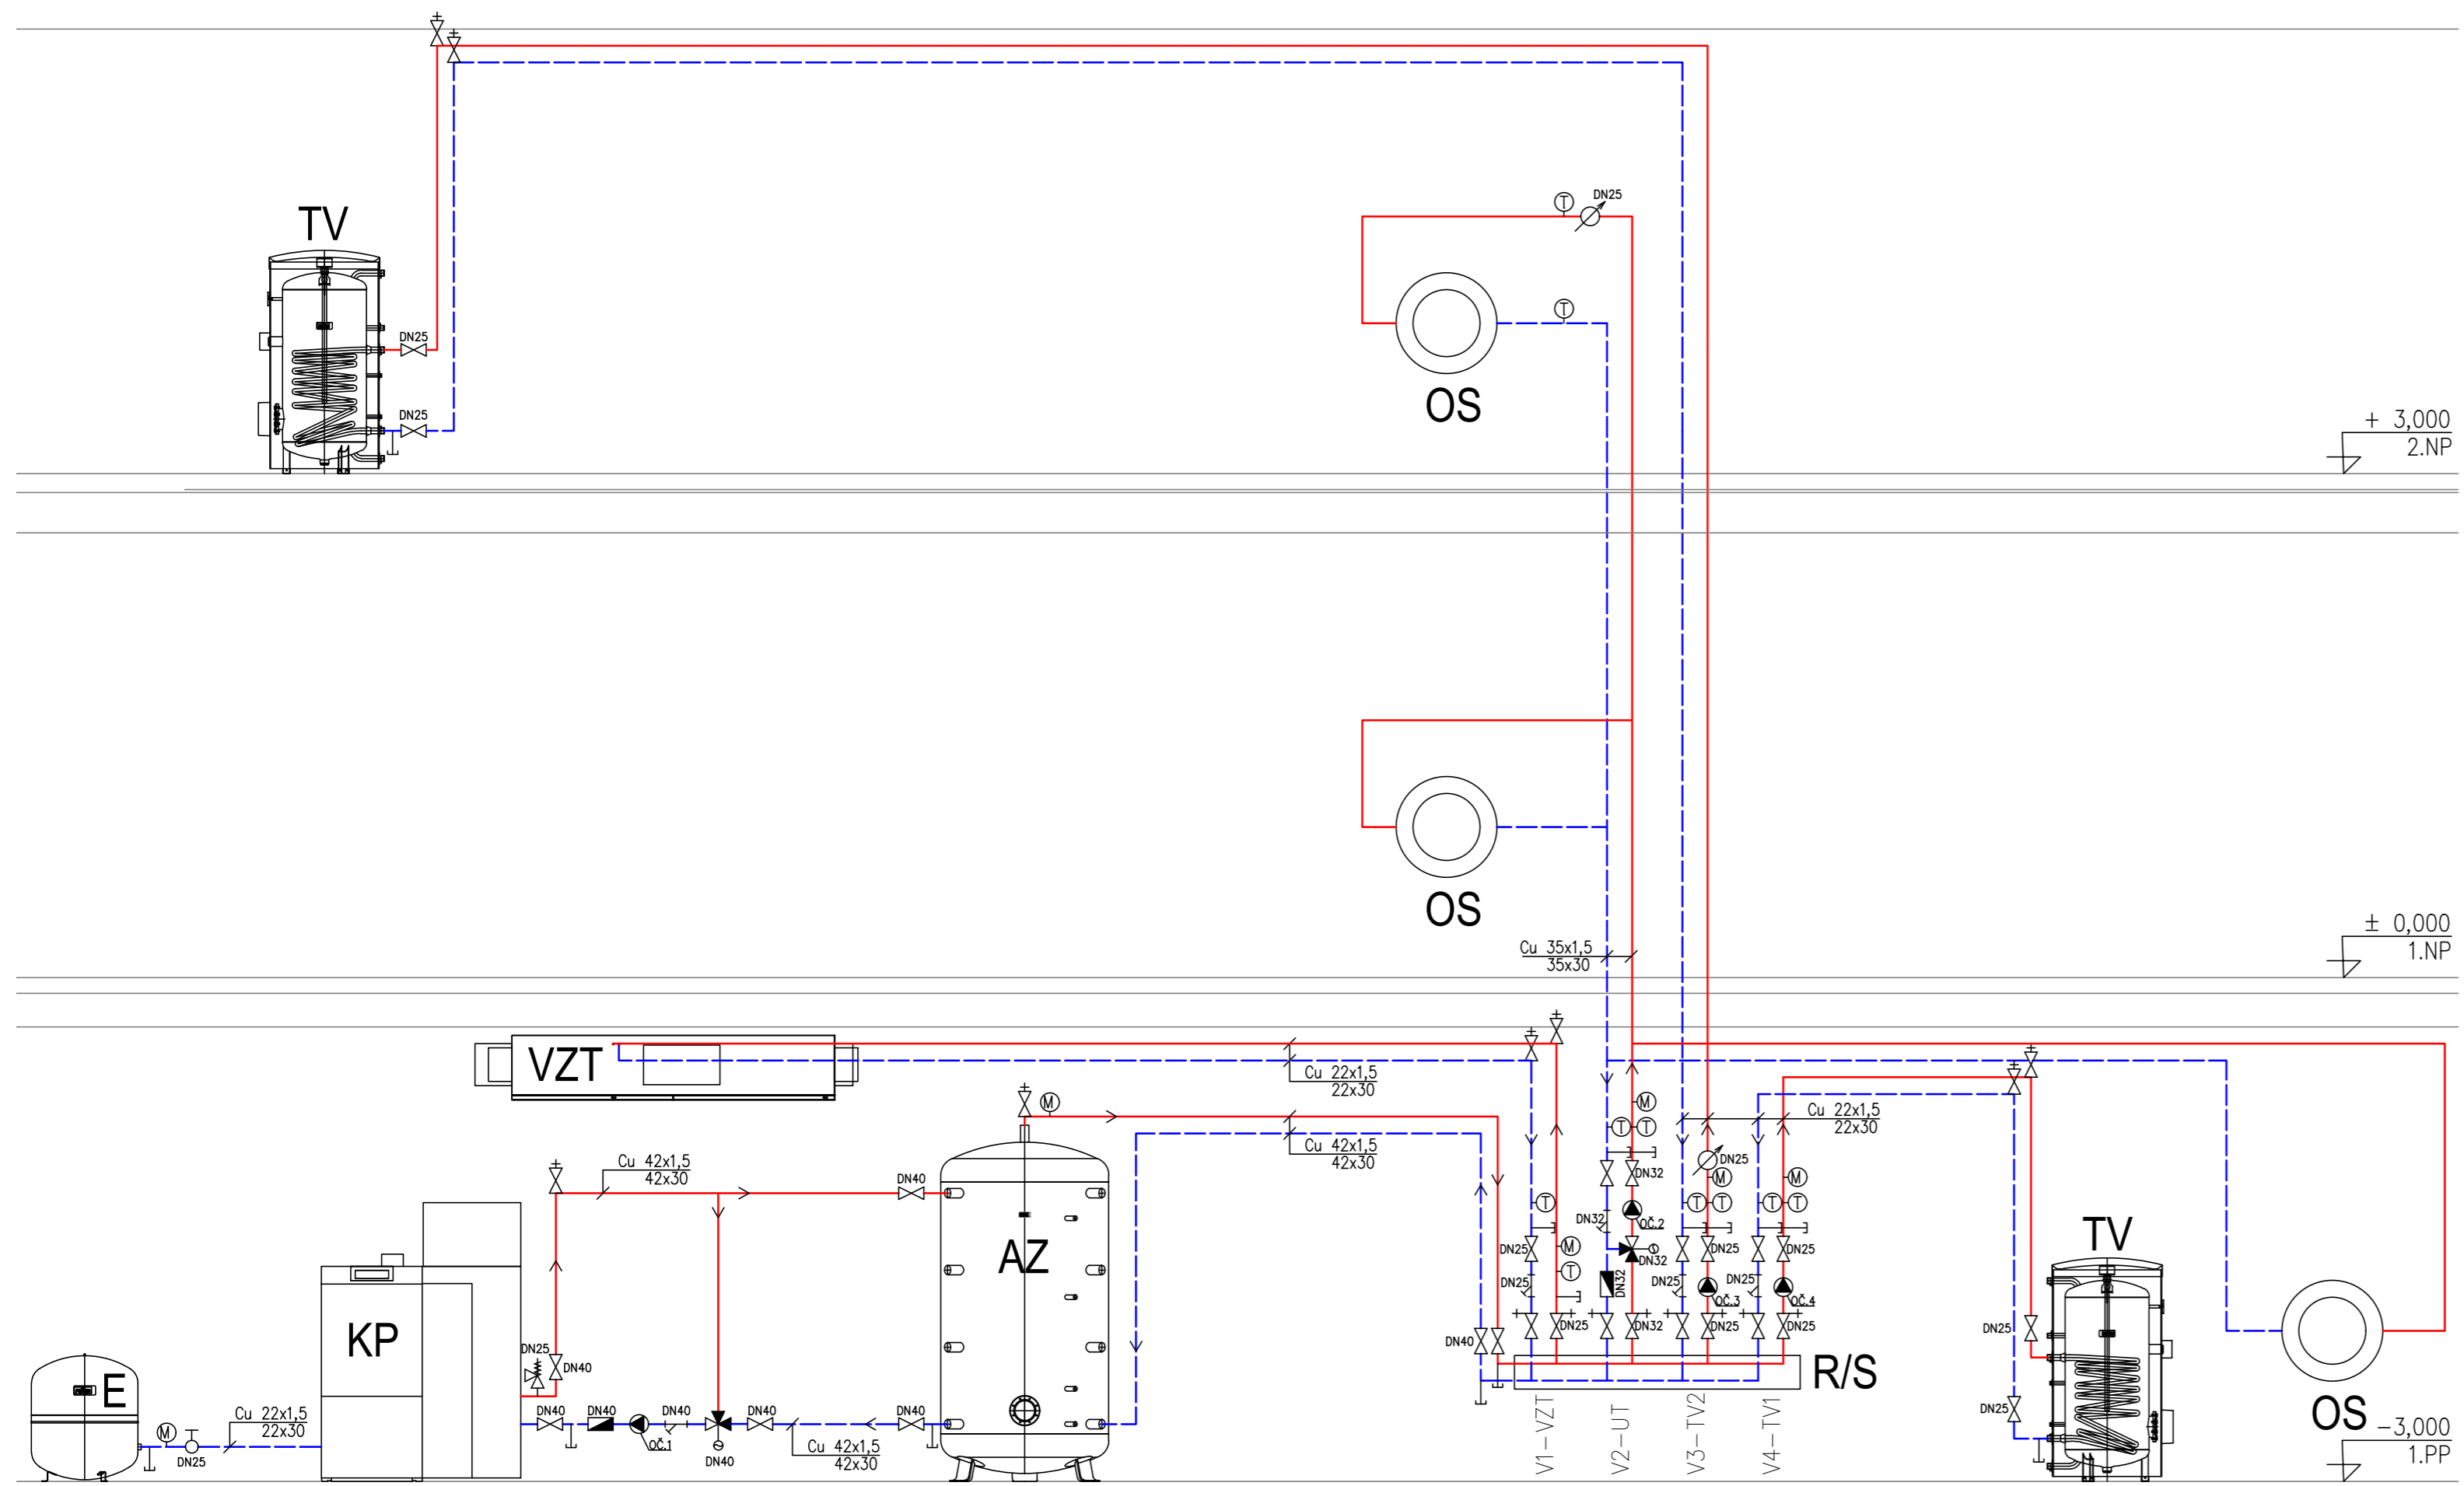 TV
DN25
DN25
T
DN25
T
OS
+ 3,000
2.NP
OS
± 0,000
1.NP
Cu 35x1,5
35x30
VZT
Cu 22x1,5
22x30
M
Cu 42x1,5
42x30
Cu 42x1,5
42x30
DN40
AZ
KP
DN25
DN40
E
Cu 22x1,5
22x30
M
DN25
DN40
DN40
DN40
DN40
DN40
OČ.1
DN40
Cu 42x1,5
42x30
M
T
T
Cu 22x1,5
22x30
DN32
DN25
M
M
T
T
T
T
T
DN32
OČ.2
DN25
M
DN32
DN25
DN25
T
DN25
DN32
DN25
DN25
OČ.3
OČ.4
DN40
DN25
DN32
DN25
DN25
R/S
V1-VZT
V2-UT
V3-TV2
V4-TV1
TV
DN25
DN25
OS
-3,000
1.PP